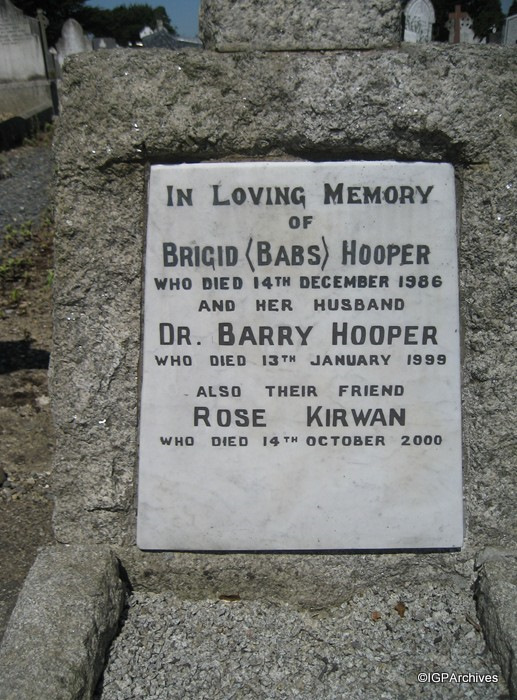 IN LOVING MEMORY
OF
BRIGID (BABS) HOOPER
WHO DIED 14TH DECEMBER 1986
AND HER HUSBAND
DR. BARRY HOOPER
WHO DIED 13TH JANUARY 1999
ALSO THEIR FRIEND
ROSE KIRWAN
WHO DIED 14TH OCTOBER 2000
©IGPArchives